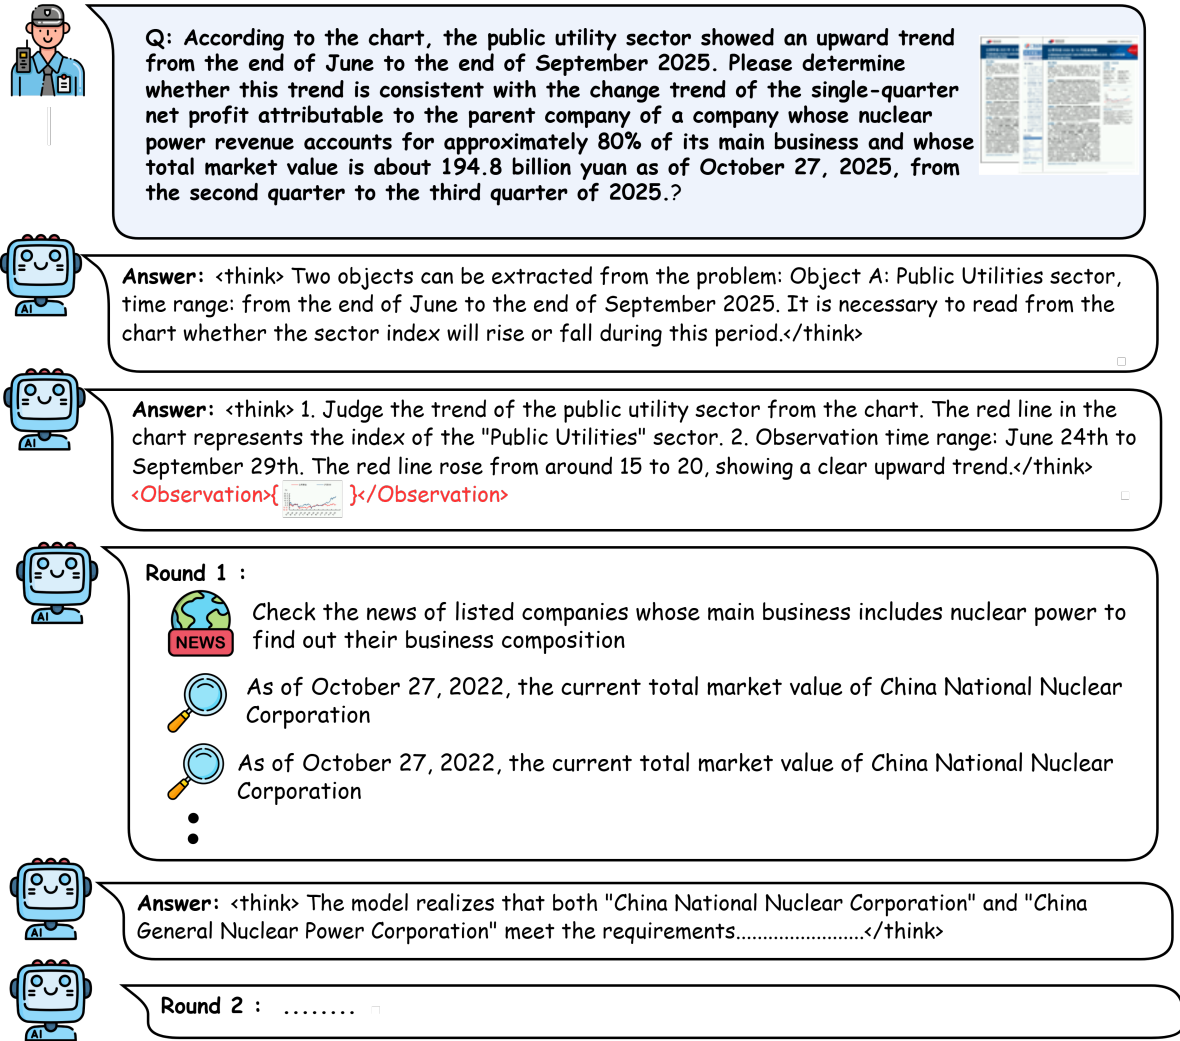 Q: According to the chart, the public utility sector showed an upward trend
from the end of June to the end of September 2025. Please determine
whether this trend is consistent with the change trend of the single-quarter
net profit attributable to the parent company of a company whose nuclear
power revenue accounts for approximately 80% of its main business and whose
total market value is about 194.8 billion yuan as of October 27, 2025, from
the second quarter to the third quarter of 2025.?
Answer: <think> Two objects can be extracted from the problem: Object A: Public Utilities sector,
time range: from the end of June to the end of September 2025. It is necessary to read from the
chart whether the sector index will rise or fall during this period.</think>
AI
Answer: <think> 1. Judge the trend of the public utility sector from the chart. The red line in the
chart represents the index of the "Public Utilities" sector. 2. Observation time range: June 24th to
September 29th. The red line rose from around 15 to 20, showing a clear upward trend.</think>
<Observation>{ }</Observation>
AI
Round 1 :
AI
Check the news of listed companies whose main business includes nuclear power to
find out their business composition
NEWS
As of October 27, 2022, the current total market value of China National Nuclear
Corporation
As of October 27, 2022, the current total market value of China National Nuclear
Corporation
Answer: <think> The model realizes that both "China National Nuclear Corporation" and "China
General Nuclear Power Corporation" meet the requirements........................</think>
AI
Round 2 : ........
AI